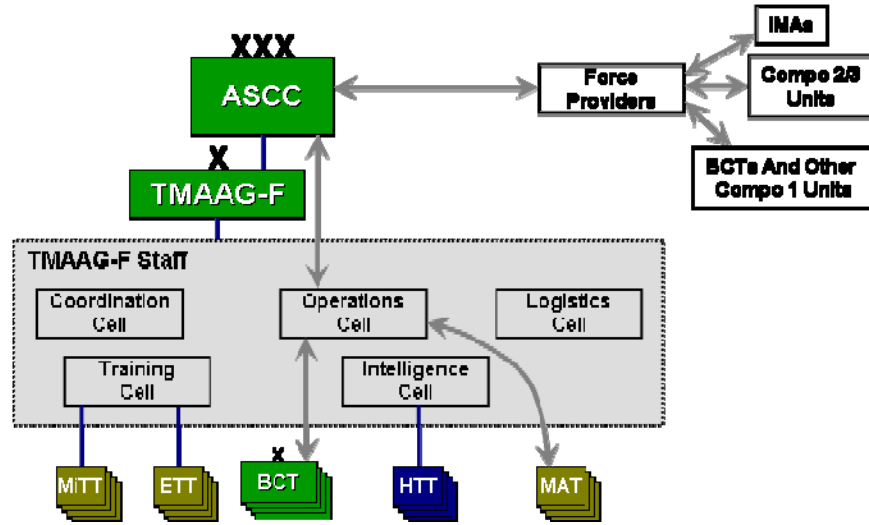 XXX
ASCC
Force
Providers
IMAs
Compo 2/3
Units
BCTs And Other
Compo 1 Units
X
TMAAG-F
TMAAG-F Staff
Coordination
Cell
Operations
Cell
Logistics
Cell
Training
Cell
Intelligence
Cell
MiTT
ETT
X
BCT
HTT
MAT